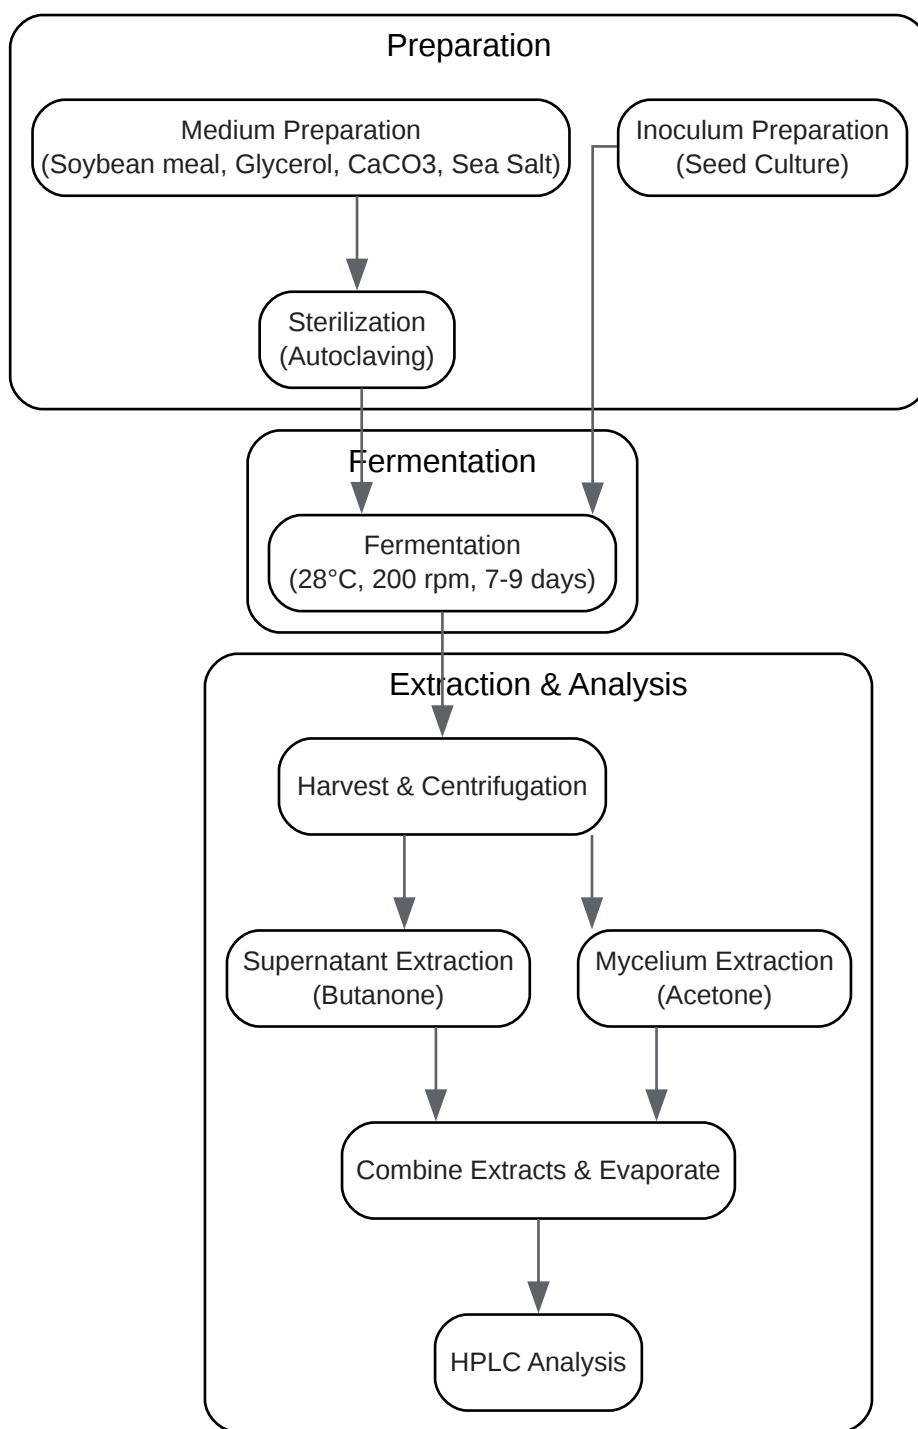 Preparation
Medium Preparation
(Soybean meal, Glycerol, CaCO3, Sea Salt)
Inoculum Preparation
(Seed Culture)
Sterilization
(Autoclaving)
Fermentation
Fermentation
(28°C, 200 rpm, 7-9 days)
Extraction & Analysis
Harvest & Centrifugation
Supernatant Extraction
(Butanone)
Mycelium Extraction
(Acetone)
Combine Extracts & Evaporate
HPLC Analysis